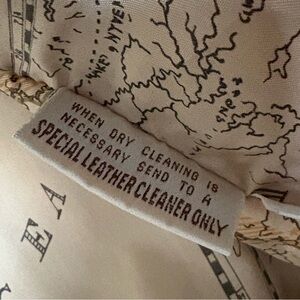 WHEN DRY CLEANING IS
NECESSARY SEND TO A
SPECIAL LEATHER CLEANER ONLY
E A